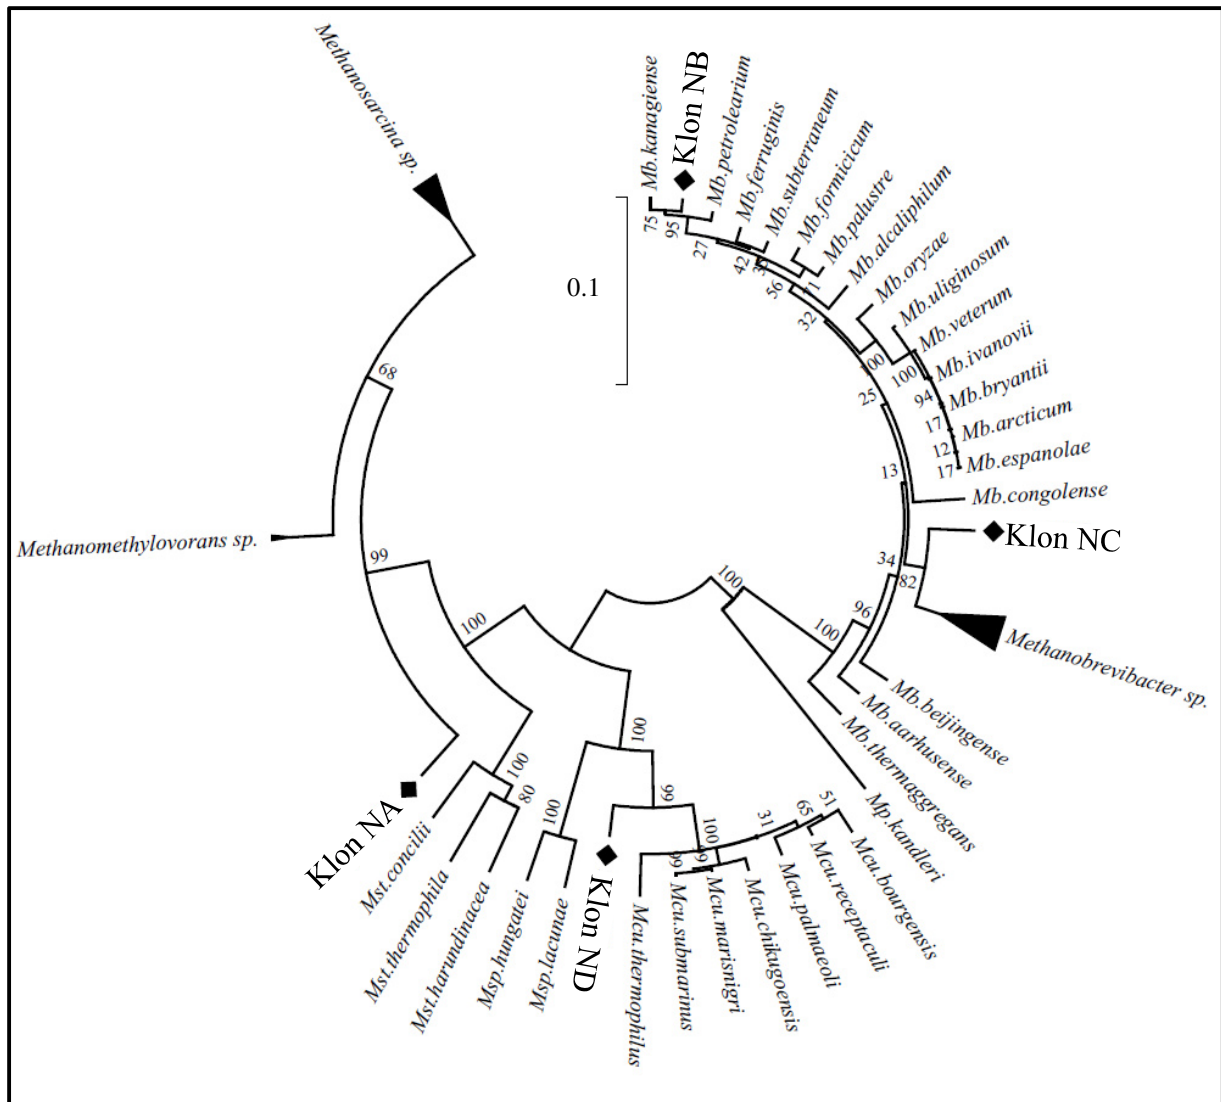 Methanosarcina sp.
Mb.kanagiense
Klon NB
Mb.petrolearium
Mb.ferruginis
Mb.subterraneum
Mb.formicicum
Mb.palustre
Mb.alcaliphilum
Mb.oryzae
Mb.uliginosum
Mb.veterum
Mb.ivanovii
Mb.bryantii
Mb.arcticum
Mb.espanolae
Mb.congolense
Klon NC
Methanobrevibacter sp.
Mb.beijingense
Mb.aarhusense
Mb.thermaggregans
Mp.kandleri
Mcu.bourgensis
Mcu.receptaculi
Mcu.palmaeoli
Mcu.chikugoensis
Mcu.marisnigri
Mcu.submarinus
Mcu.thermophilus
Klon ND
Msp.lacunae
Msp.hungatei
Mst.harundinacea
Mst.thermophila
Mst.concilii
Klon NA
Methanomethylovorans sp.
0.1
75
95
27
42
56
71
32
100
100
94
17
12
17
25
13
34
82
96
100
100
68
99
100
100
80
100
100
66
100
99
99
31
65
51